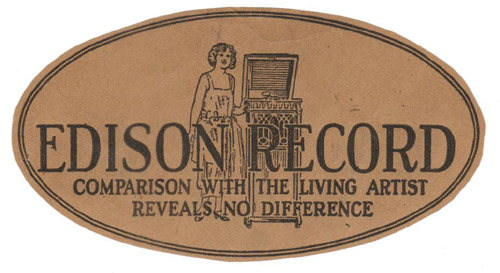 EDISON RECORD
COMPARISON WITH THE LIVING ARTIST
REVEALS NO DIFFERENCE